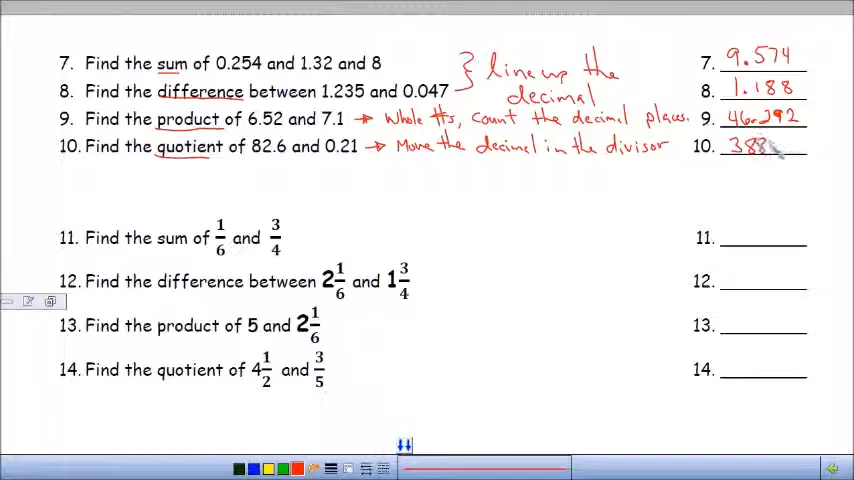 7. Find the sum of 0.254 and 1.32 and 8 } line up the 7. 9.574
8. Find the difference between 1.235 and 0.047 decimal 8. 1.188
9. Find the product of 6.52 and 7.1 → Whole #s, count the decimal places. 9. 46.292
10. Find the quotient of 82.6 and 0.21 → Move the decimal in the divisor 10. 388
11. Find the sum of 1/6 and 3/4 11.
12. Find the difference between 2 1/6 and 1 3/4 12.
13. Find the product of 5 and 2 1/6 13.
14. Find the quotient of 4 1/2 and 3/5 14.